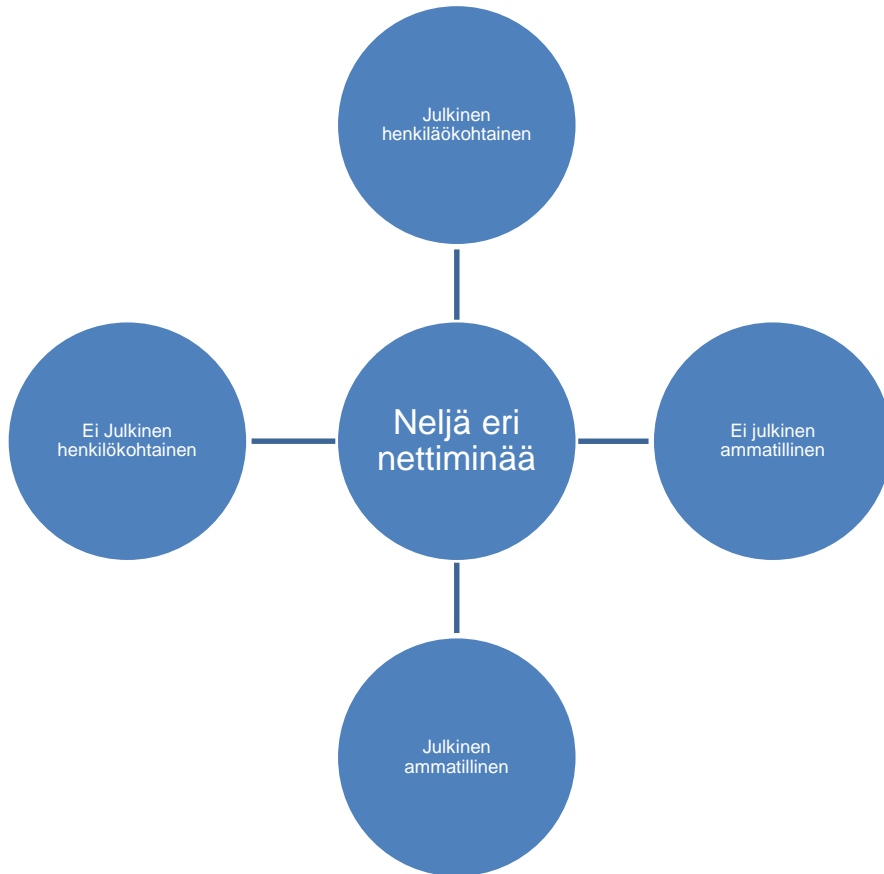 Julkinen
henkiläökohtainen
Ei Julkinen
henkilökohtainen
Neljä eri
nettiminää
Ei julkinen
ammatillinen
Julkinen
ammatillinen